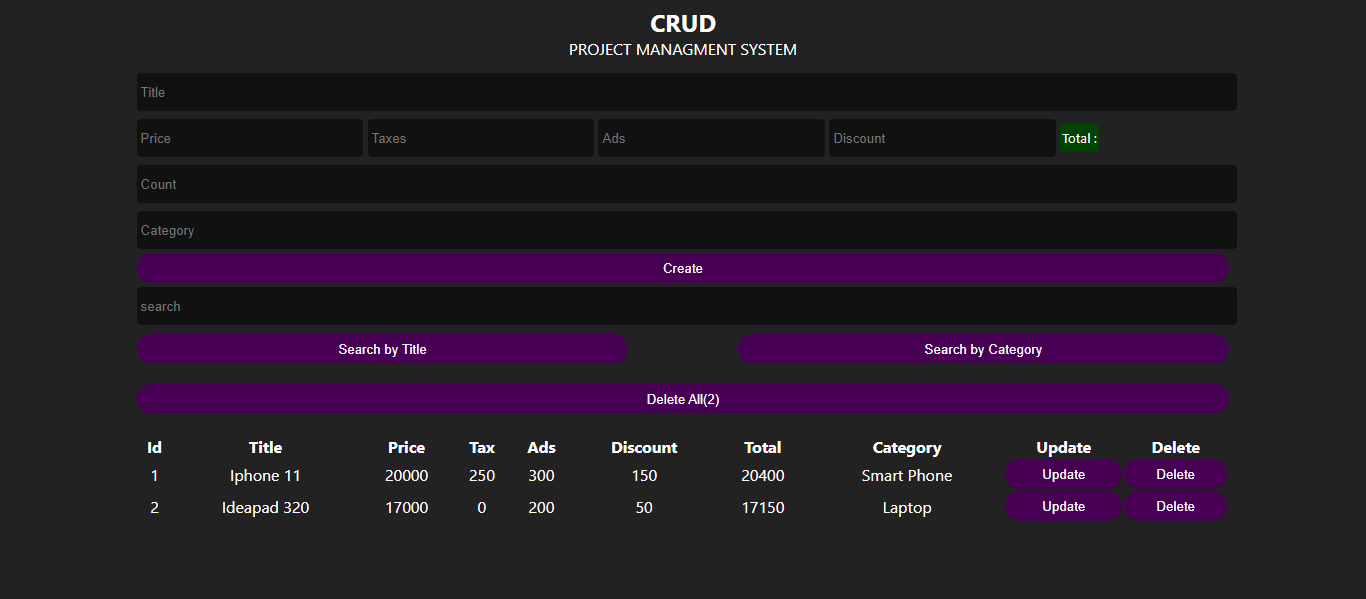 CRUD
PROJECT MANAGMENT SYSTEM
Title
Price Taxes Ads Discount Total :
Count
Category
Create
search
Search by Title Search by Category
Delete All(2)
Id Title Price Tax Ads Discount Total Category Update Delete
1 Iphone 11 20000 250 300 150 20400 Smart Phone Update Delete
2 Ideapad 320 17000 0 200 50 17150 Laptop Update Delete